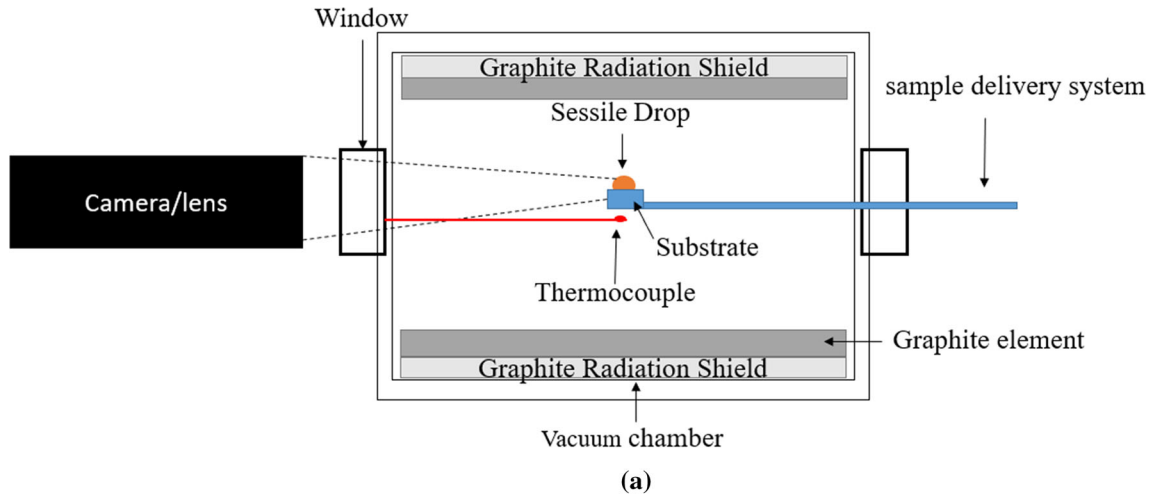 Window
Graphite Radiation Shield
sample delivery system
Sessile Drop
Camera/lens
Substrate
Thermocouple
Graphite element
Graphite Radiation Shield
Vacuum chamber
(a)